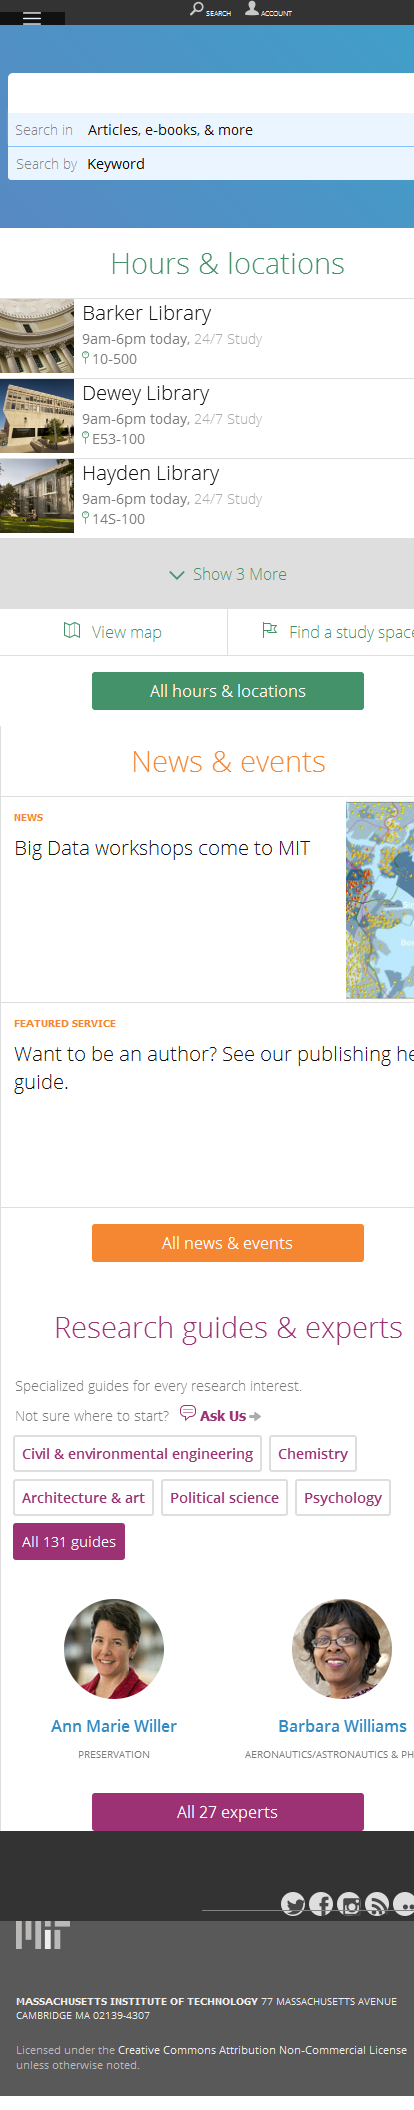 SEARCH ACCOUNT
Search in Articles, e-books, & more
Search by Keyword
Hours & locations
Barker Library
9am-6pm today, 24/7 Study
10-500
Dewey Library
9am-6pm today, 24/7 Study
E53-100
Hayden Library
9am-6pm today, 24/7 Study
14S-100
Show 3 More
View map Find a study space
All hours & locations
News & events
NEWS
Big Data workshops come to MIT
FEATURED SERVICE
Want to be an author? See our publishing he
guide.
All news & events
Research guides & experts
Specialized guides for every research interest.
Not sure where to start? Ask Us
Civil & environmental engineering Chemistry
Architecture & art Political science Psychology
All 131 guides
Ann Marie Willer Barbara Williams
PRESERVATION AERONAUTICS/ASTRONAUTICS & PH
All 27 experts
MIT
MASSACHUSETTS INSTITUTE OF TECHNOLOGY 77 MASSACHUSETTS AVENUE
CAMBRIDGE MA 02139-4307
Licensed under the Creative Commons Attribution Non-Commercial License
unless otherwise noted.